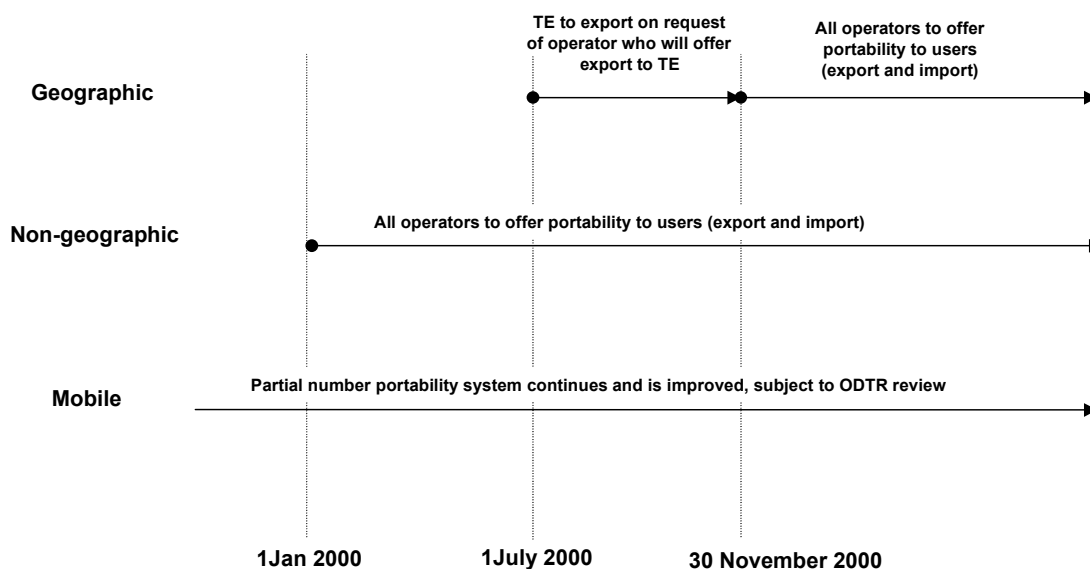 TE to export on request
of operator who will offer
export to TE
All operators to offer
portability to users
(export and import)
Geographic
All operators to offer portability to users (export and import)
Non-geographic
Partial number portability system continues and is improved, subject to ODTR review
Mobile
1Jan 2000
1July 2000
30 November 2000